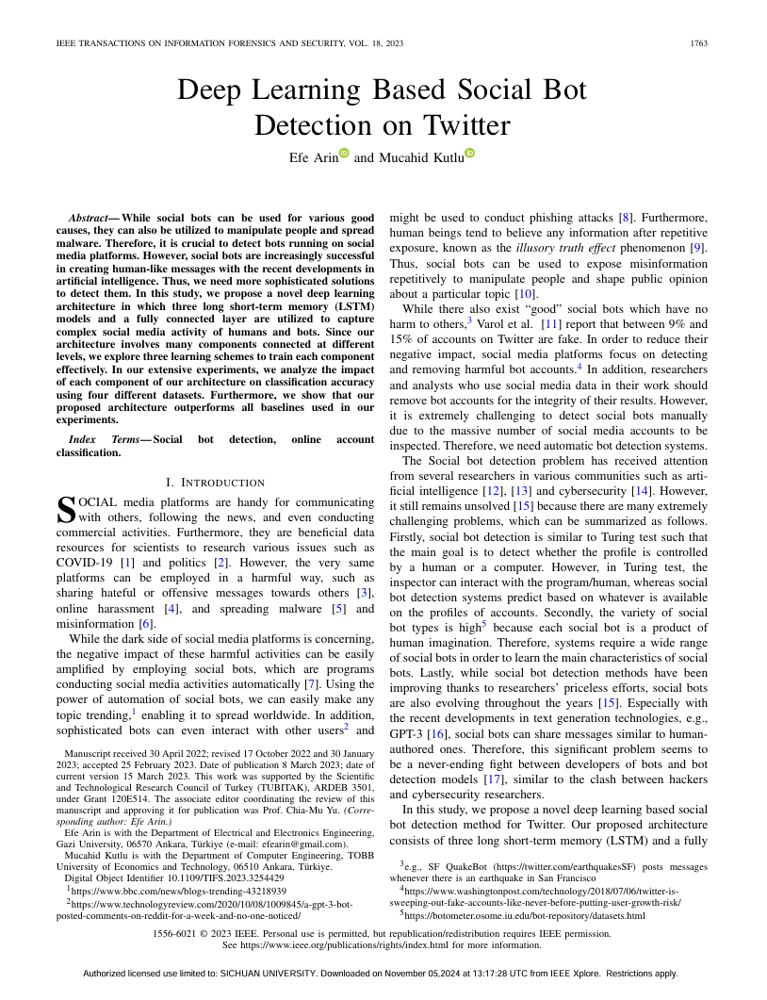 IEEE TRANSACTIONS ON INFORMATION FORENSICS AND SECURITY, VOL. 18, 2023
1763
Deep Learning Based Social Bot
Detection on Twitter
Efe Arin and Mucahid Kutlu
Abstract—While social bots can be used for various good
causes, they can also be utilized to manipulate people and spread
malware. Therefore, it is crucial to detect bots running on social
media platforms. However, social bots are increasingly successful
in creating human-like messages with the recent developments in
artificial intelligence. Thus, we need more sophisticated solutions
to detect them. In this study, we propose a novel deep learning
architecture in which three long short-term memory (LSTM)
models and a fully connected layer are utilized to capture
complex social media activity of humans and bots. Since our
architecture involves many components connected at different
levels, we explore three learning schemes to train each component
effectively. In our extensive experiments, we analyze the impact
of each component of our architecture on classification accuracy
using four different datasets. Furthermore, we show that our
proposed architecture outperforms all baselines used in our
experiments.
Index Terms—Social bot detection, online account
classification.
I. INTRODUCTION
SOCIAL media platforms are handy for communicating
with others, following the news, and even conducting
commercial activities. Furthermore, they are beneficial data
resources for scientists to research various issues such as
COVID-19 [1] and politics [2]. However, the very same
platforms can be employed in a harmful way, such as
sharing hateful or offensive messages towards others [3],
online harassment [4], and spreading malware [5] and
misinformation [6].
While the dark side of social media platforms is concerning,
the negative impact of these harmful activities can be easily
amplified by employing social bots, which are programs
conducting social media activities automatically [7]. Using the
power of automation of social bots, we can easily make any
topic trending,1 enabling it to spread worldwide. In addition,
sophisticated bots can even interact with other users2 and
Manuscript received 30 April 2022; revised 17 October 2022 and 30 January
2023; accepted 25 February 2023. Date of publication 8 March 2023; date of
current version 15 March 2023. This work was supported by the Scientific
and Technological Research Council of Turkey (TUBITAK), ARDEB 3501,
under Grant 120E514. The associate editor coordinating the review of this
manuscript and approving it for publication was Prof. Chia-Mu Yu. (Corre-
sponding author: Efe Arin.)
Efe Arin is with the Department of Electrical and Electronics Engineering,
Gazi University, 06570 Ankara, Türkiye (e-mail: efearin@gmail.com).
Mucahid Kutlu is with the Department of Computer Engineering, TOBB
University of Economics and Technology, 06510 Ankara, Türkiye.
Digital Object Identifier 10.1109/TIFS.2023.3254429
1https://www.bbc.com/news/blogs-trending-43218939
2https://www.technologyreview.com/2020/10/08/1009845/a-gpt-3-bot-
posted-comments-on-reddit-for-a-week-and-no-one-noticed/
might be used to conduct phishing attacks [8]. Furthermore,
human beings tend to believe any information after repetitive
exposure, known as the illusory truth effect phenomenon [9].
Thus, social bots can be used to expose misinformation
repetitively to manipulate people and shape public opinion
about a particular topic [10].
While there also exist “good” social bots which have no
harm to others,3 Varol et al. [11] report that between 9% and
15% of accounts on Twitter are fake. In order to reduce their
negative impact, social media platforms focus on detecting
and removing harmful bot accounts.4 In addition, researchers
and analysts who use social media data in their work should
remove bot accounts for the integrity of their results. However,
it is extremely challenging to detect social bots manually
due to the massive number of social media accounts to be
inspected. Therefore, we need automatic bot detection systems.
The Social bot detection problem has received attention
from several researchers in various communities such as arti-
ficial intelligence [12], [13] and cybersecurity [14]. However,
it still remains unsolved [15] because there are many extremely
challenging problems, which can be summarized as follows.
Firstly, social bot detection is similar to Turing test such that
the main goal is to detect whether the profile is controlled
by a human or a computer. However, in Turing test, the
inspector can interact with the program/human, whereas social
bot detection systems predict based on whatever is available
on the profiles of accounts. Secondly, the variety of social
bot types is high5 because each social bot is a product of
human imagination. Therefore, systems require a wide range
of social bots in order to learn the main characteristics of social
bots. Lastly, while social bot detection methods have been
improving thanks to researchers’ priceless efforts, social bots
are also evolving throughout the years [15]. Especially with
the recent developments in text generation technologies, e.g.,
GPT-3 [16], social bots can share messages similar to human-
authored ones. Therefore, this significant problem seems to
be a never-ending fight between developers of bots and bot
detection models [17], similar to the clash between hackers
and cybersecurity researchers.
In this study, we propose a novel deep learning based social
bot detection method for Twitter. Our proposed architecture
consists of three long short-term memory (LSTM) and a fully
3e.g., SF QuakeBot (https://twitter.com/earthquakesSF) posts messages
whenever there is an earthquake in San Francisco
4https://www.washingtonpost.com/technology/2018/07/06/twitter-is-
sweeping-out-fake-accounts-like-never-before-putting-user-growth-risk/
5https://botometer.osome.iu.edu/bot-repository/datasets.html
1556-6021 © 2023 IEEE. Personal use is permitted, but republication/redistribution requires IEEE permission.
See https://www.ieee.org/publications/rights/index.html for more information.
Authorized licensed use limited to: SICHUAN UNIVERSITY. Downloaded on November 05,2024 at 13:17:28 UTC from IEEE Xplore. Restrictions apply.